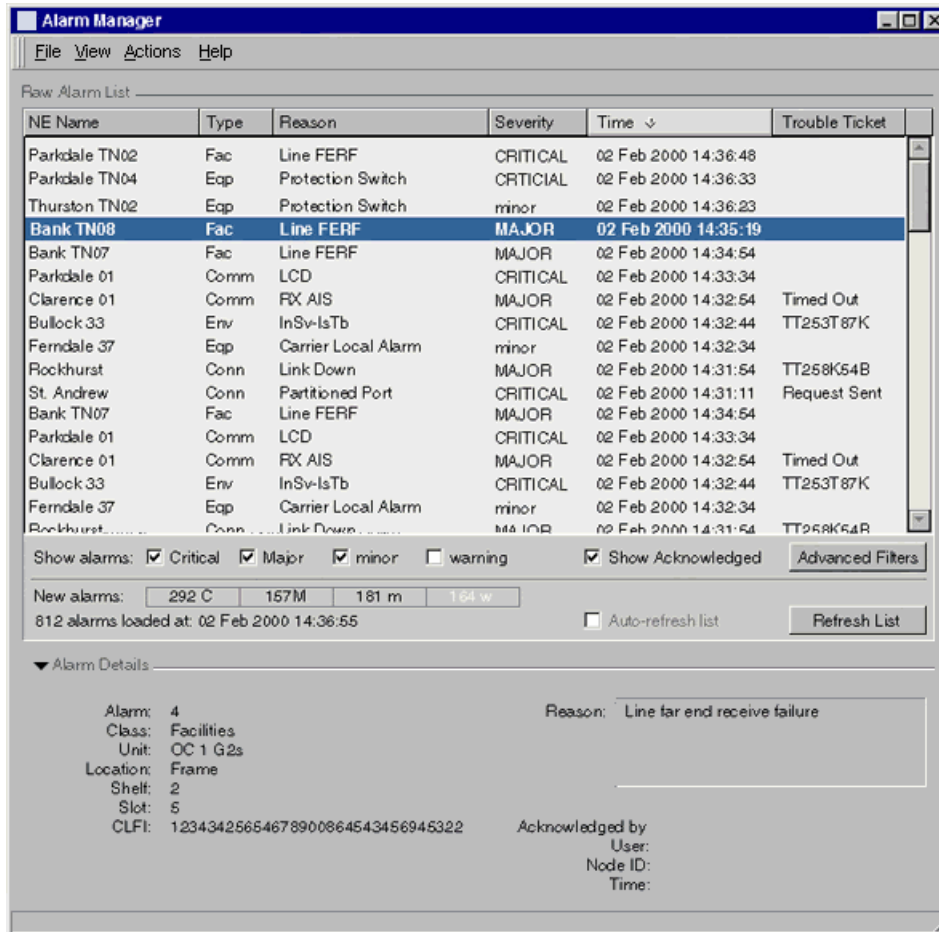 Alarm Manager
File View Actions Help
Raw Alarm List
NE Name Type Reason Severity Time Trouble Ticket
Parkdale TN02 Fac Line FERF CRITICAL 02 Feb 2000 14:36:48
Parkdale TN04 Eqp Protection Switch CRTICIAL 02 Feb 2000 14:36:33
Thurston TN02 Eqp Protection Switch minor 02 Feb 2000 14:36:23
Bank TN08 Fac Line FERF MAJOR 02 Feb 2000 14:35:19
Bank TN07 Fac Line FERF MAJOR 02 Feb 2000 14:34:54
Parkdale 01 Comm LCD CRITICAL 02 Feb 2000 14:33:34
Clarence 01 Comm RX AIS MAJOR 02 Feb 2000 14:32:54 Timed Out
Bullock 33 Env InSv-IsTb CRITICAL 02 Feb 2000 14:32:44 TT253T87K
Ferndale 37 Eqp Carrier Local Alarm minor 02 Feb 2000 14:32:34
Rockhurst Conn Link Down MAJOR 02 Feb 2000 14:31:54 TT258K54B
St. Andrew Conn Partitioned Port CRITICAL 02 Feb 2000 14:31:11 Request Sent
Bank TN07 Fac Line FERF MAJOR 02 Feb 2000 14:34:54
Parkdale 01 Comm LCD CRITICAL 02 Feb 2000 14:33:34
Clarence 01 Comm RX AIS MAJOR 02 Feb 2000 14:32:54 Timed Out
Bullock 33 Env InSv-IsTb CRITICAL 02 Feb 2000 14:32:44 TT253T87K
Ferndale 37 Eqp Carrier Local Alarm minor 02 Feb 2000 14:32:34
Rockhurst Conn Link Down MAJOR 02 Feb 2000 14:31:54 TT258K54B
Show alarms: Critical Major minor warning Show Acknowledged Advanced Filters
New alarms: 292 C 157M 181 m 164 w
812 alarms loaded at: 02 Feb 2000 14:36:55 Auto-refresh list Refresh List
Alarm Details
Alarm: 4 Reason: Line far end receive failure
Class: Facilities
Unit: OC 1 G2s
Location: Frame
Shelf: 2
Slot: 5
CLFI: 12343425654678900864543456945322 Acknowledged by
User:
Node ID:
Time: